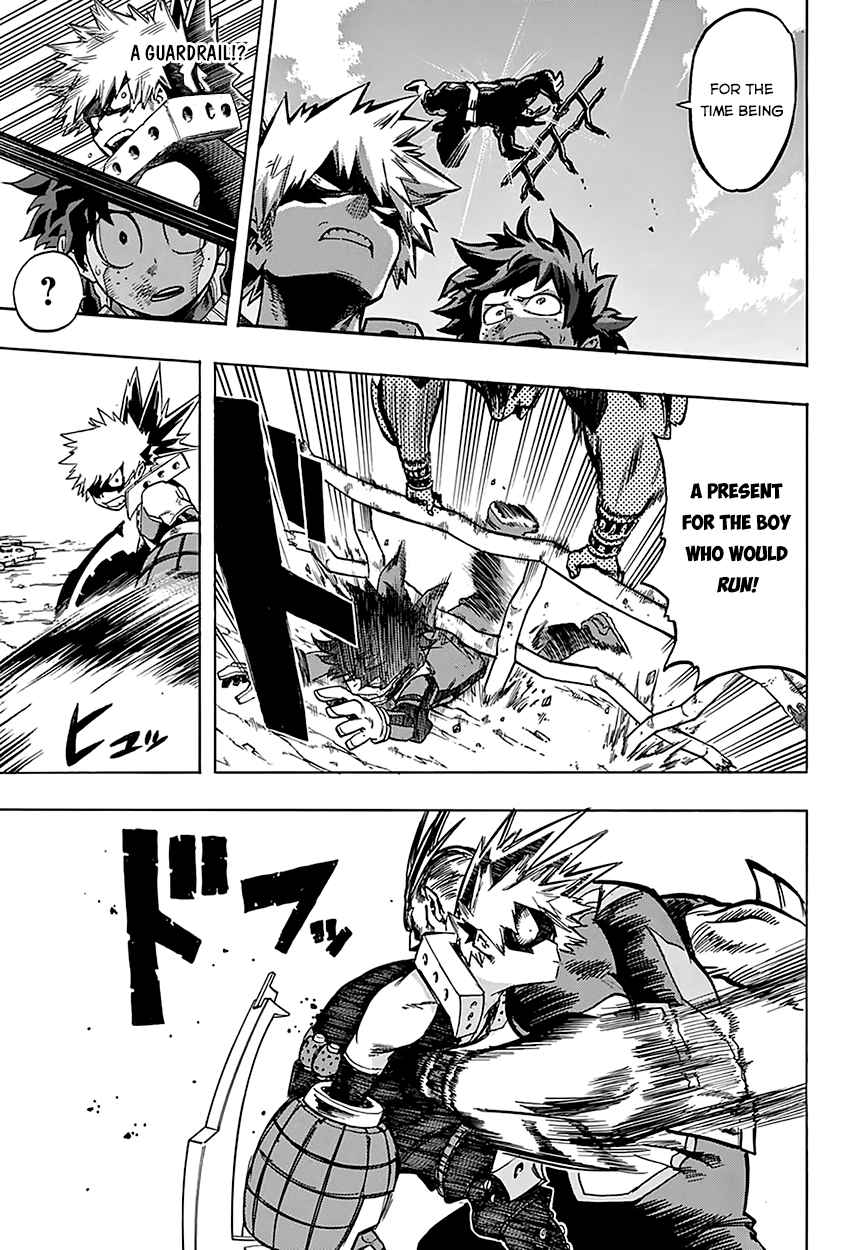 FOR THE
TIME BEING
A GUARDRAIL!?
?
A PRESENT
FOR THE BOY
WHO WOULD
RUN!
ド
ヒュッ
ドフッ